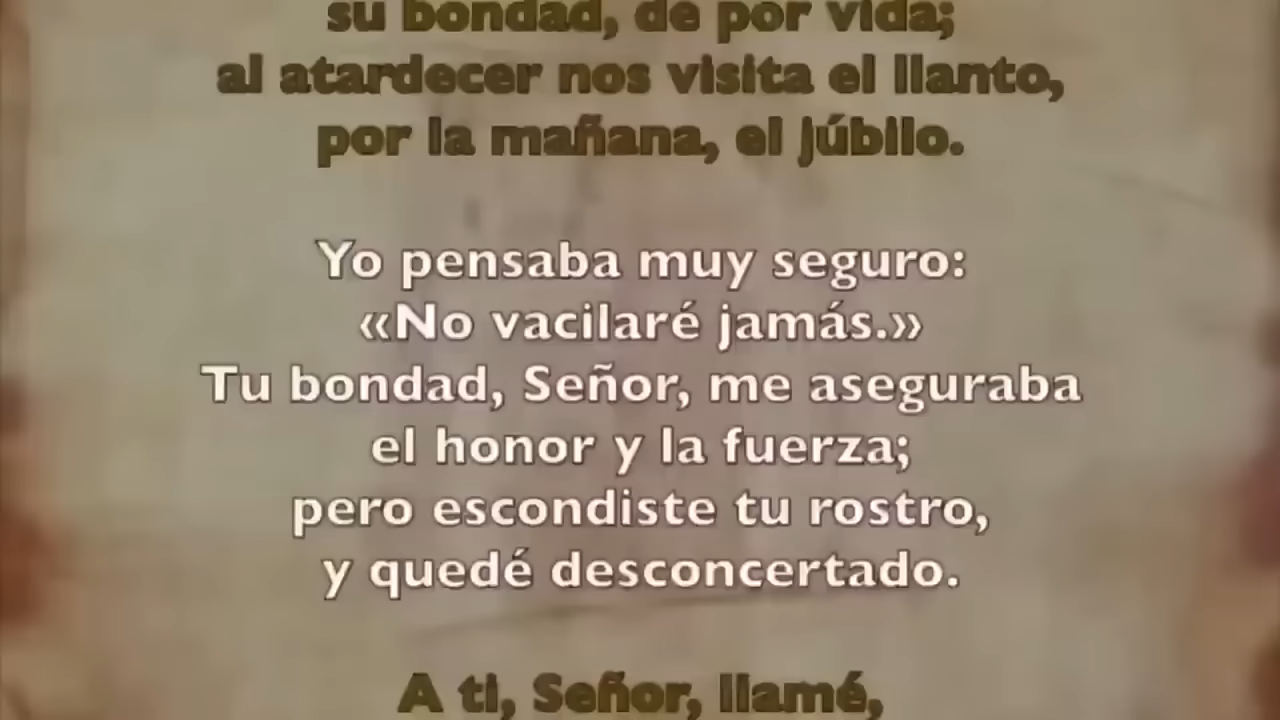 su bondad, de por vida;
al atardecer nos visita el llanto,
por la mañana, el júbilo.
Yo pensaba muy seguro:
«No vacilaré jamás.»
Tu bondad, Señor, me aseguraba
el honor y la fuerza;
pero escondiste tu rostro,
y quedé desconcertado.
A ti, Señor, llamé,